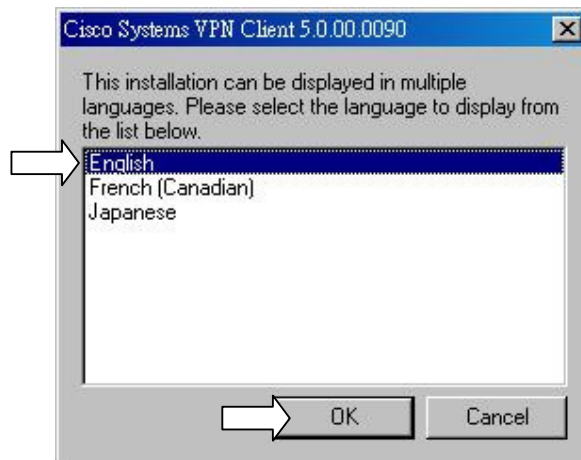 Cisco Systems VPN Client 5.0.00.0090
This installation can be displayed in multiple
languages. Please select the language to display from
the list below.
English
French (Canadian)
Japanese
OK
Cancel